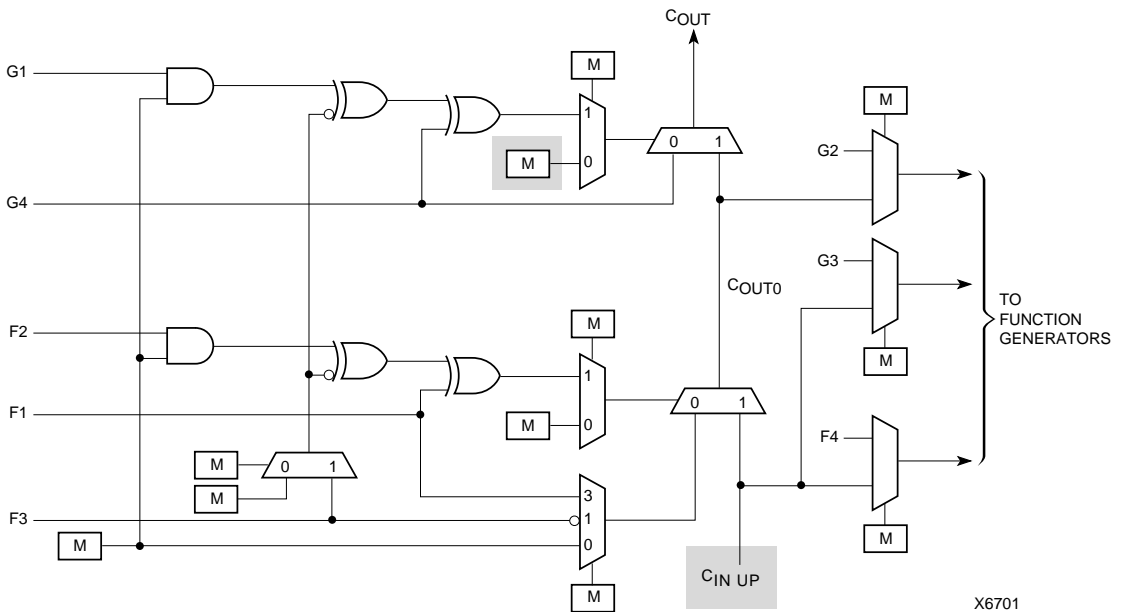 COUT
G1
M
M
1
0 1
G2
M
0
G4
G3
COUT0
TO
FUNCTION
GENERATORS
F2
M
M
1
0 1
F1
M
0
F4
M
0 1
M
3
F3
1
M
0
M
CIN UP
M
X6701